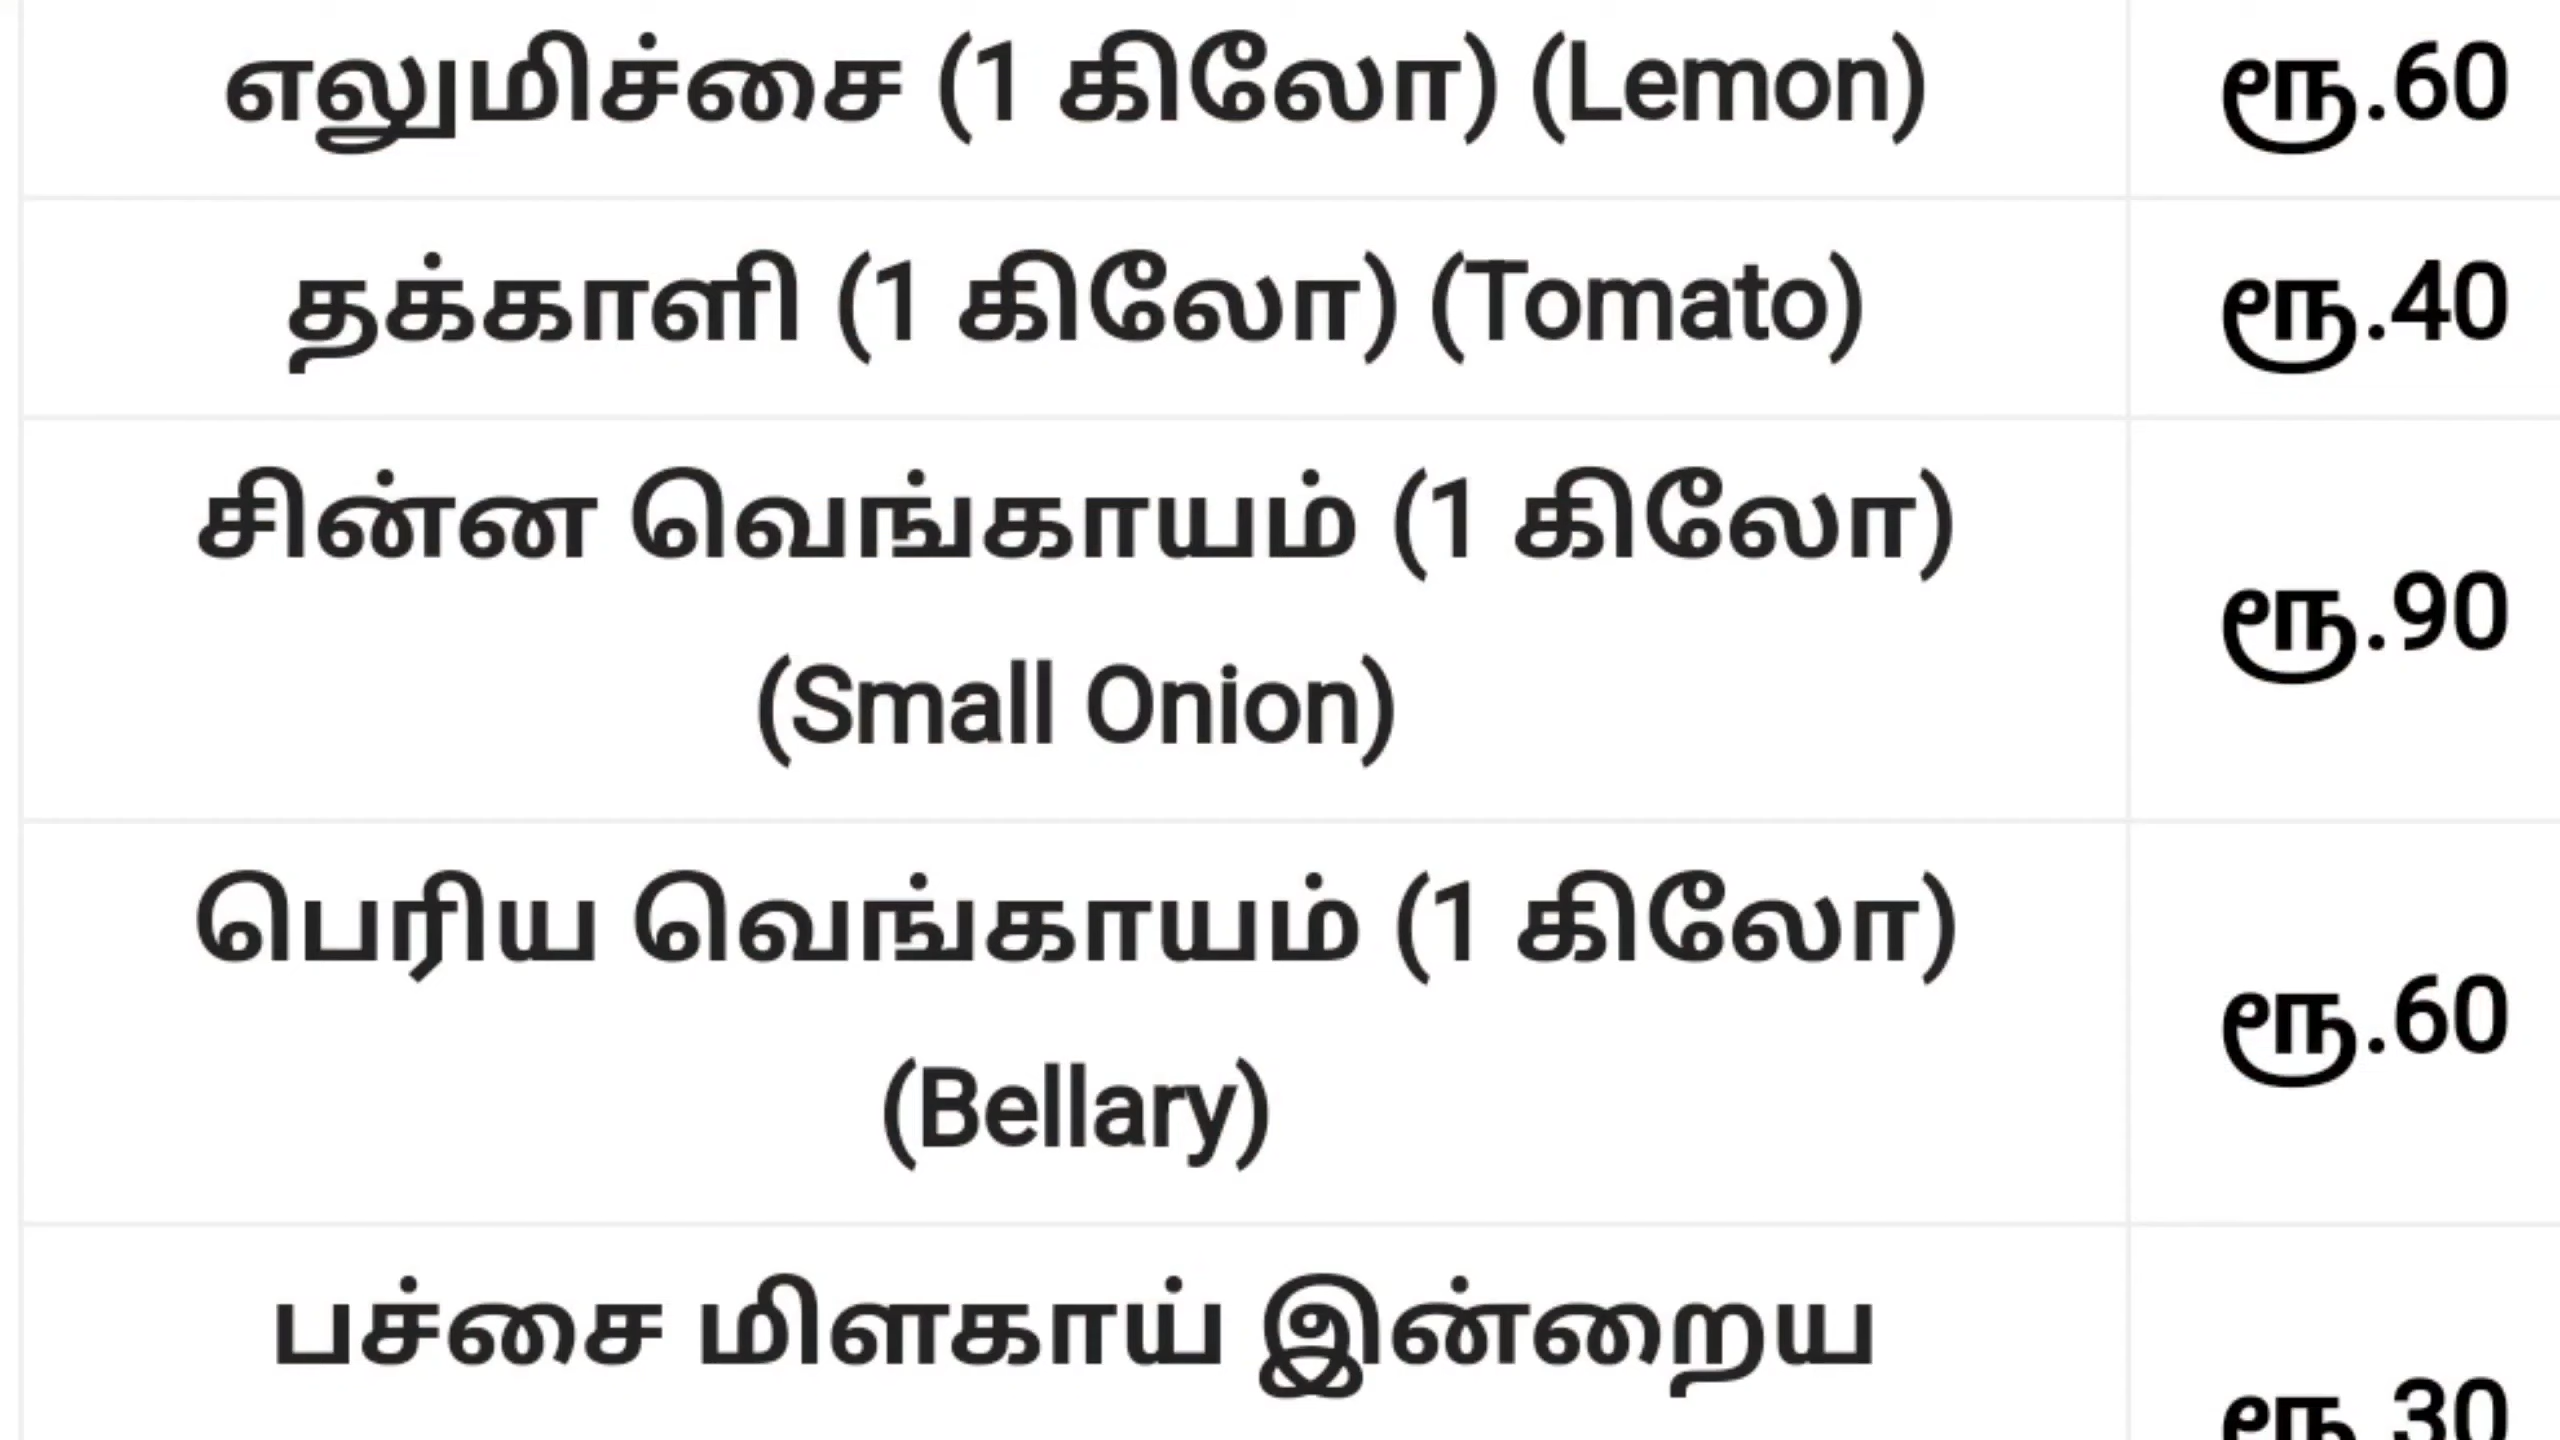 எலுமிச்சை (1 கிலோ) (Lemon) ரூ.60
தக்காளி (1 கிலோ) (Tomato) ரூ.40
சின்ன வெங்காயம் (1 கிலோ)
(Small Onion) ரூ.90
பெரிய வெங்காயம் (1 கிலோ)
(Bellary) ரூ.60
பச்சை மிளகாய் இன்றைய
ரூ.30